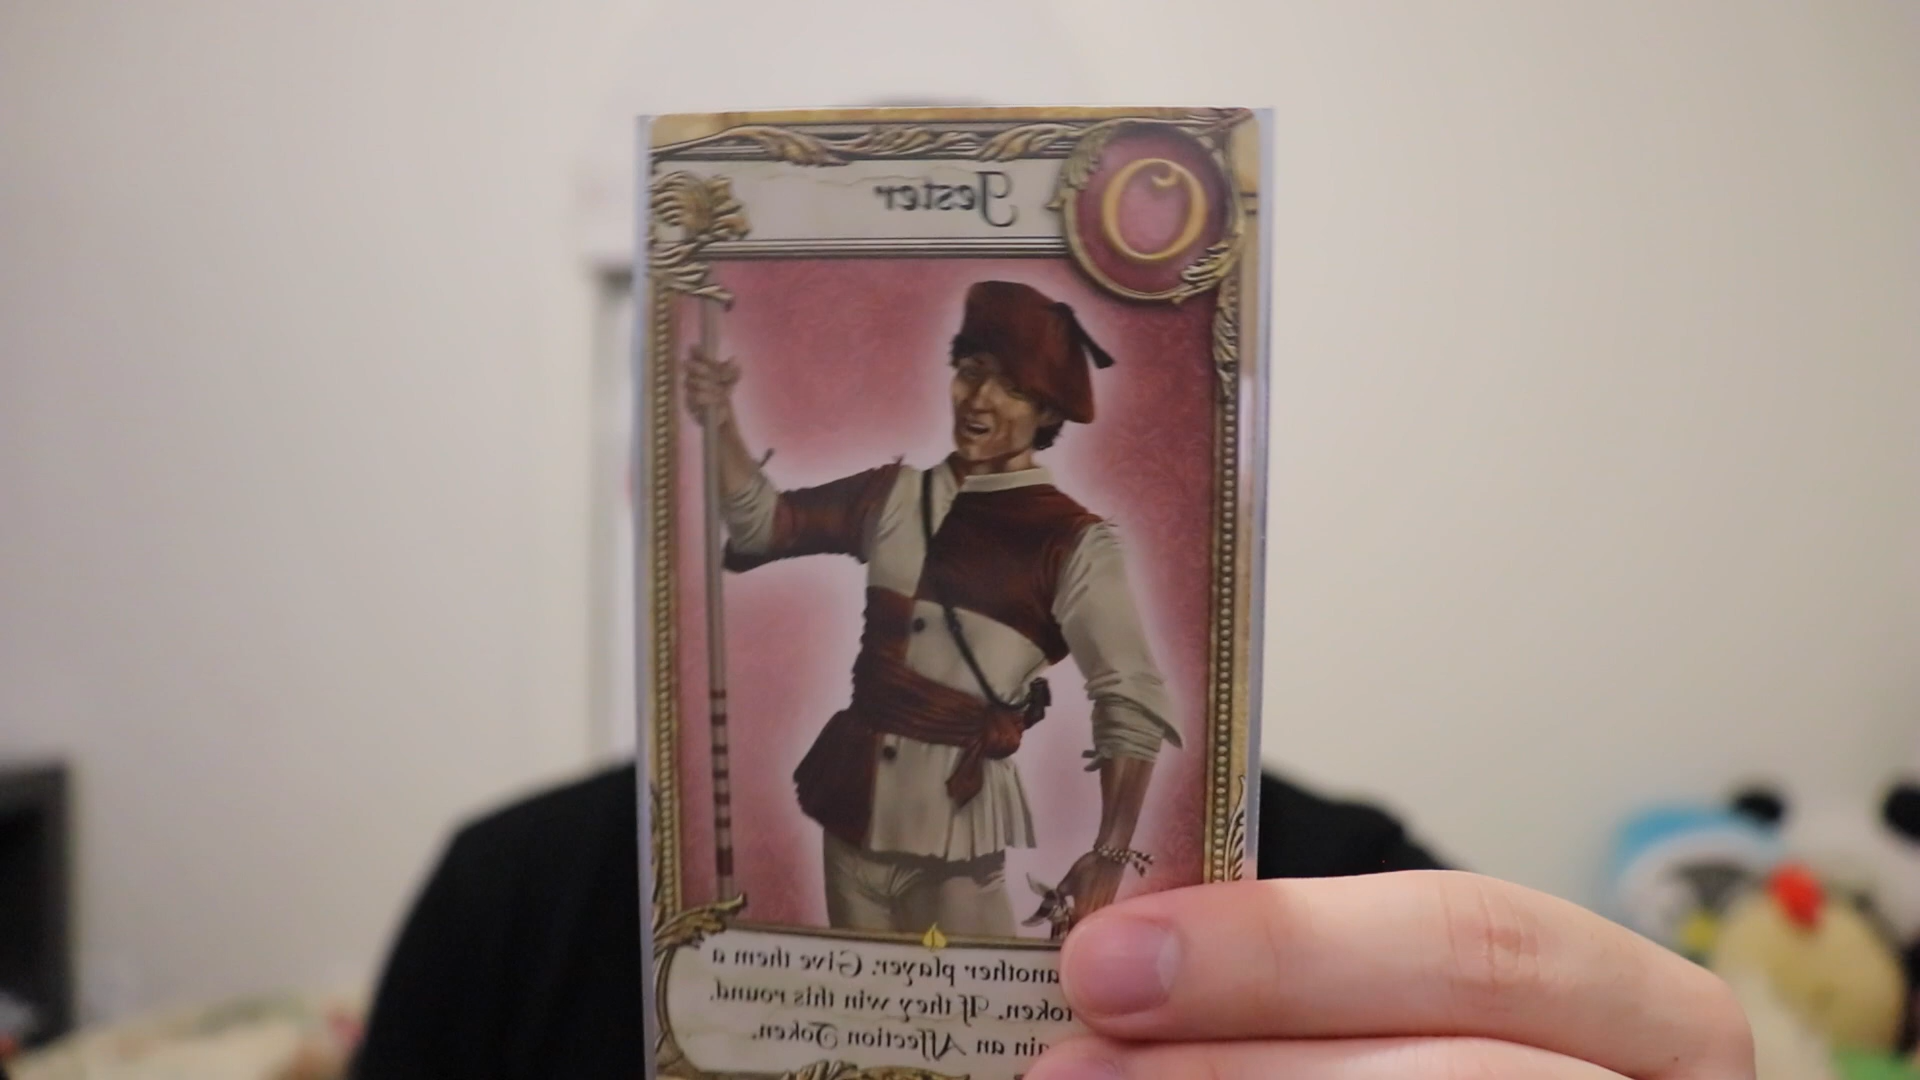 0
Jester
another player. Give them a
token. If they win this round,
an Affection Token.